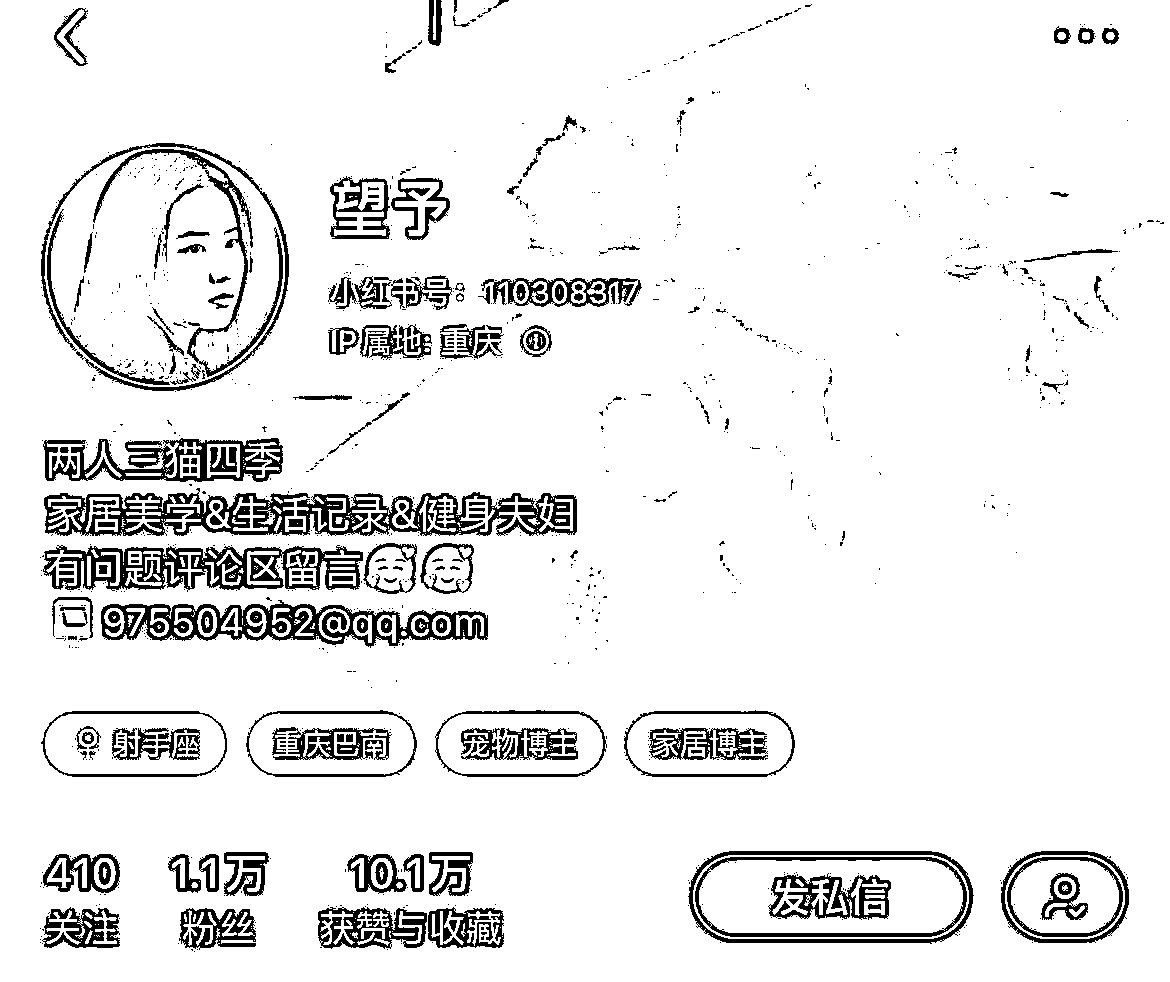 望予
小红书号：110308317
IP属地：重庆
两人三猫四季
家居美学&生活记录&健身夫妇
有问题评论区留言🥰🥰
975504952@qq.com
射手座 重庆巴南 宠物博主 家居博主
410 1.1万 10.1万
关注 粉丝 获赞与收藏
发私信